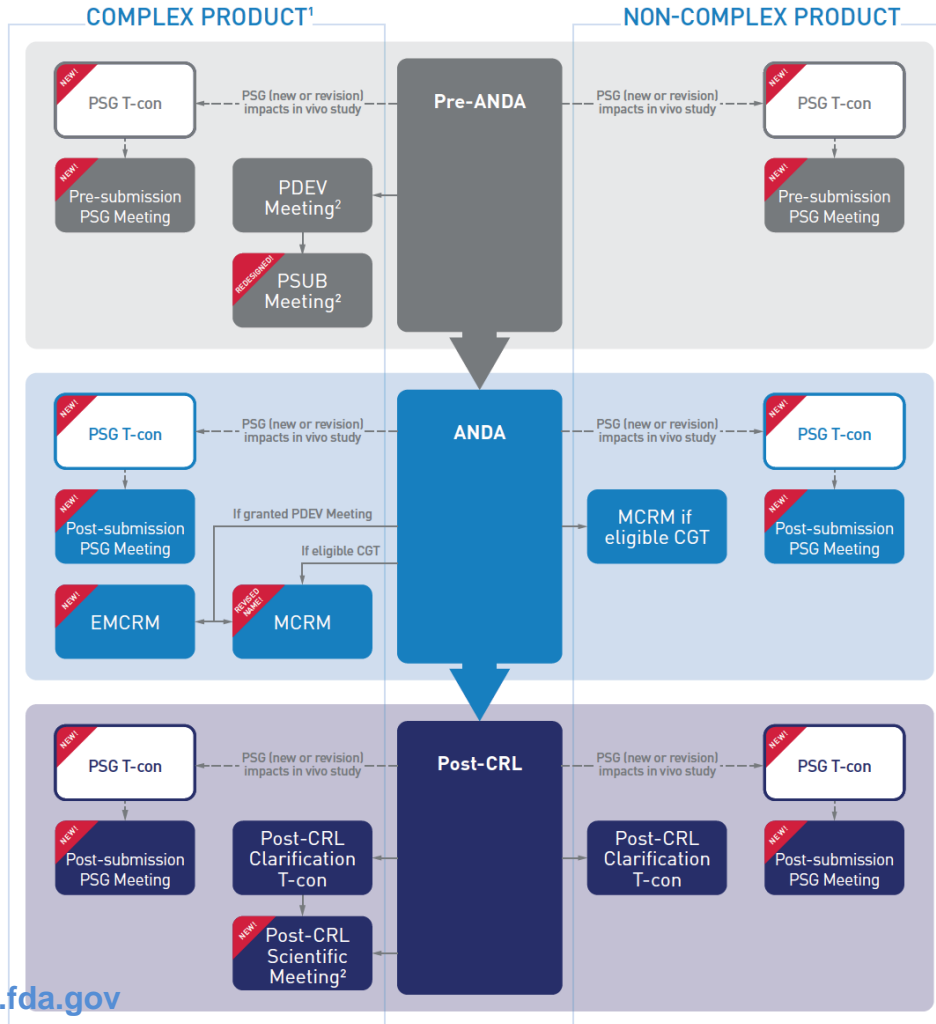 COMPLEX PRODUCT¹
NON-COMPLEX PRODUCT
NEW!
PSG T-con
PSG (new or revision)
impacts in vivo study
Pre-ANDA
PSG (new or revision)
impacts in vivo study
NEW!
PSG T-con
NEW!
Pre-submission
PSG Meeting
PDEV
Meeting²
NEW!
Pre-submission
PSG Meeting
REDESIGNED!
PSUB
Meeting²
NEW!
PSG T-con
PSG (new or revision)
impacts in vivo study
ANDA
PSG (new or revision)
impacts in vivo study
NEW!
PSG T-con
NEW!
Post-submission
PSG Meeting
If granted PDEV Meeting
If eligible CGT
MCRM if
eligible CGT
NEW!
Post-submission
PSG Meeting
NEW!
EMCRM
REVISED
NAME!
MCRM
NEW!
PSG T-con
PSG (new or revision)
impacts in vivo study
Post-CRL
PSG (new or revision)
impacts in vivo study
NEW!
PSG T-con
NEW!
Post-submission
PSG Meeting
Post-CRL
Clarification
T-con
Post-CRL
Clarification
T-con
NEW!
Post-submission
PSG Meeting
NEW!
Post-CRL
Scientific
Meeting²
.fda.gov